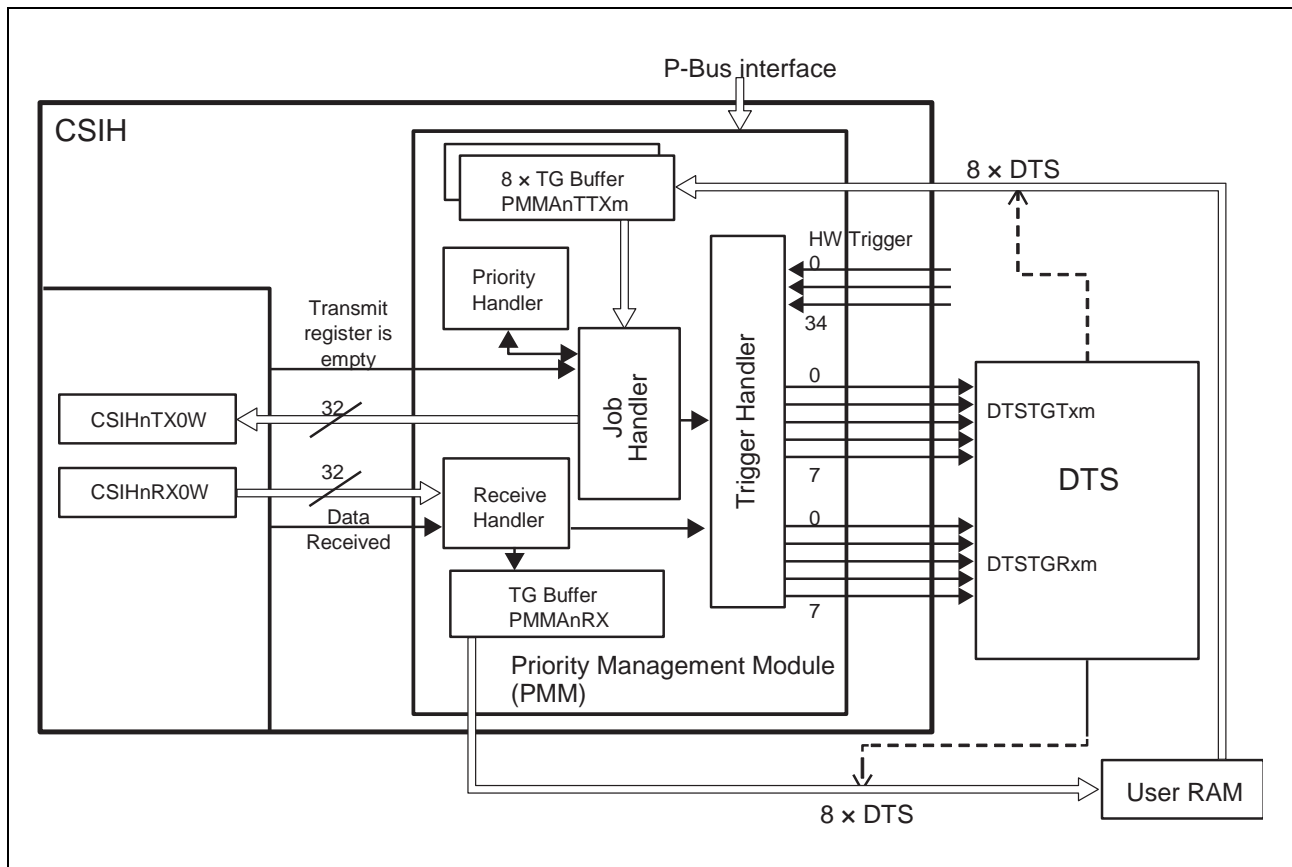 P-Bus interface
CSIH
8 × TG Buffer
PMMAnTTXm
8 × DTS
HW Trigger
0
34
Priority
Handler
Transmit
register is
empty
Job
Handler
Trigger Handler
0
DTSTGTxm
7
CSIHnTX0W
32
DTS
CSIHnRX0W
32
Receive
Handler
Data
Received
0
DTSTGRxm
7
TG Buffer
PMMAnRX
Priority Management Module
(PMM)
User RAM
8 × DTS